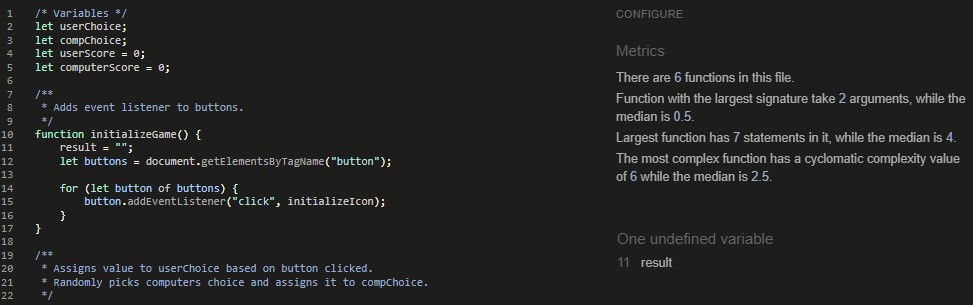 1 /* Variables */
2 let userChoice;
3 let compChoice;
4 let userScore = 0;
5 let computerScore = 0;
6
7 /**
8  * Adds event listener to buttons.
9  */
10 function initializeGame() {
11     result = "";
12     let buttons = document.getElementsByTagName("button");
13
14     for (let button of buttons) {
15         button.addEventListener("click", initializeIcon);
16     }
17 }
18
19 /**
20  * Assigns value to userChoice based on button clicked.
21  * Randomly picks computers choice and assigns it to compChoice.
22  */
CONFIGURE
Metrics
There are 6 functions in this file.
Function with the largest signature take 2 arguments, while the
median is 0.5.
Largest function has 7 statements in it, while the median is 4.
The most complex function has a cyclomatic complexity value
of 6 while the median is 2.5.
One undefined variable
11 result